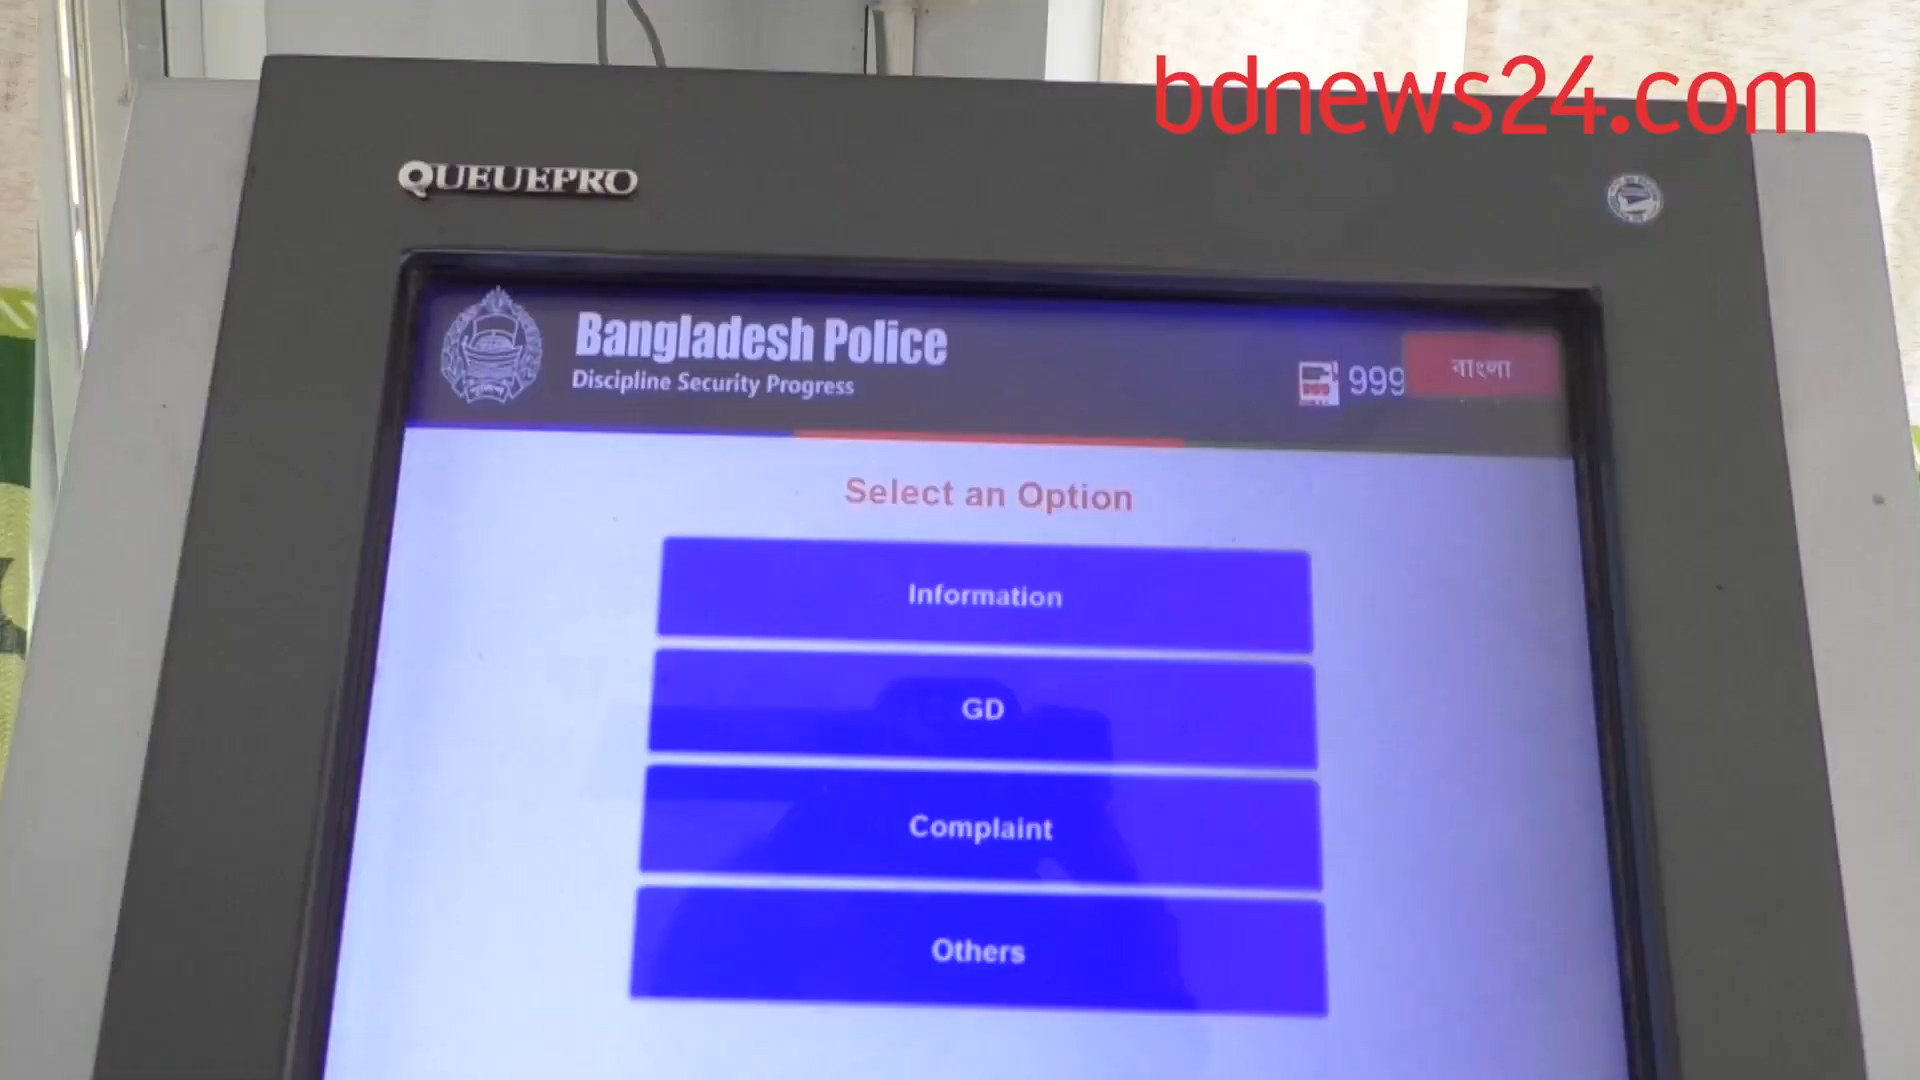 bdnews24.com
QUEUEPRO
Bangladesh Police
Discipline Security Progress
999
বাংলা
Select an Option
Information
GD
Complaint
Others